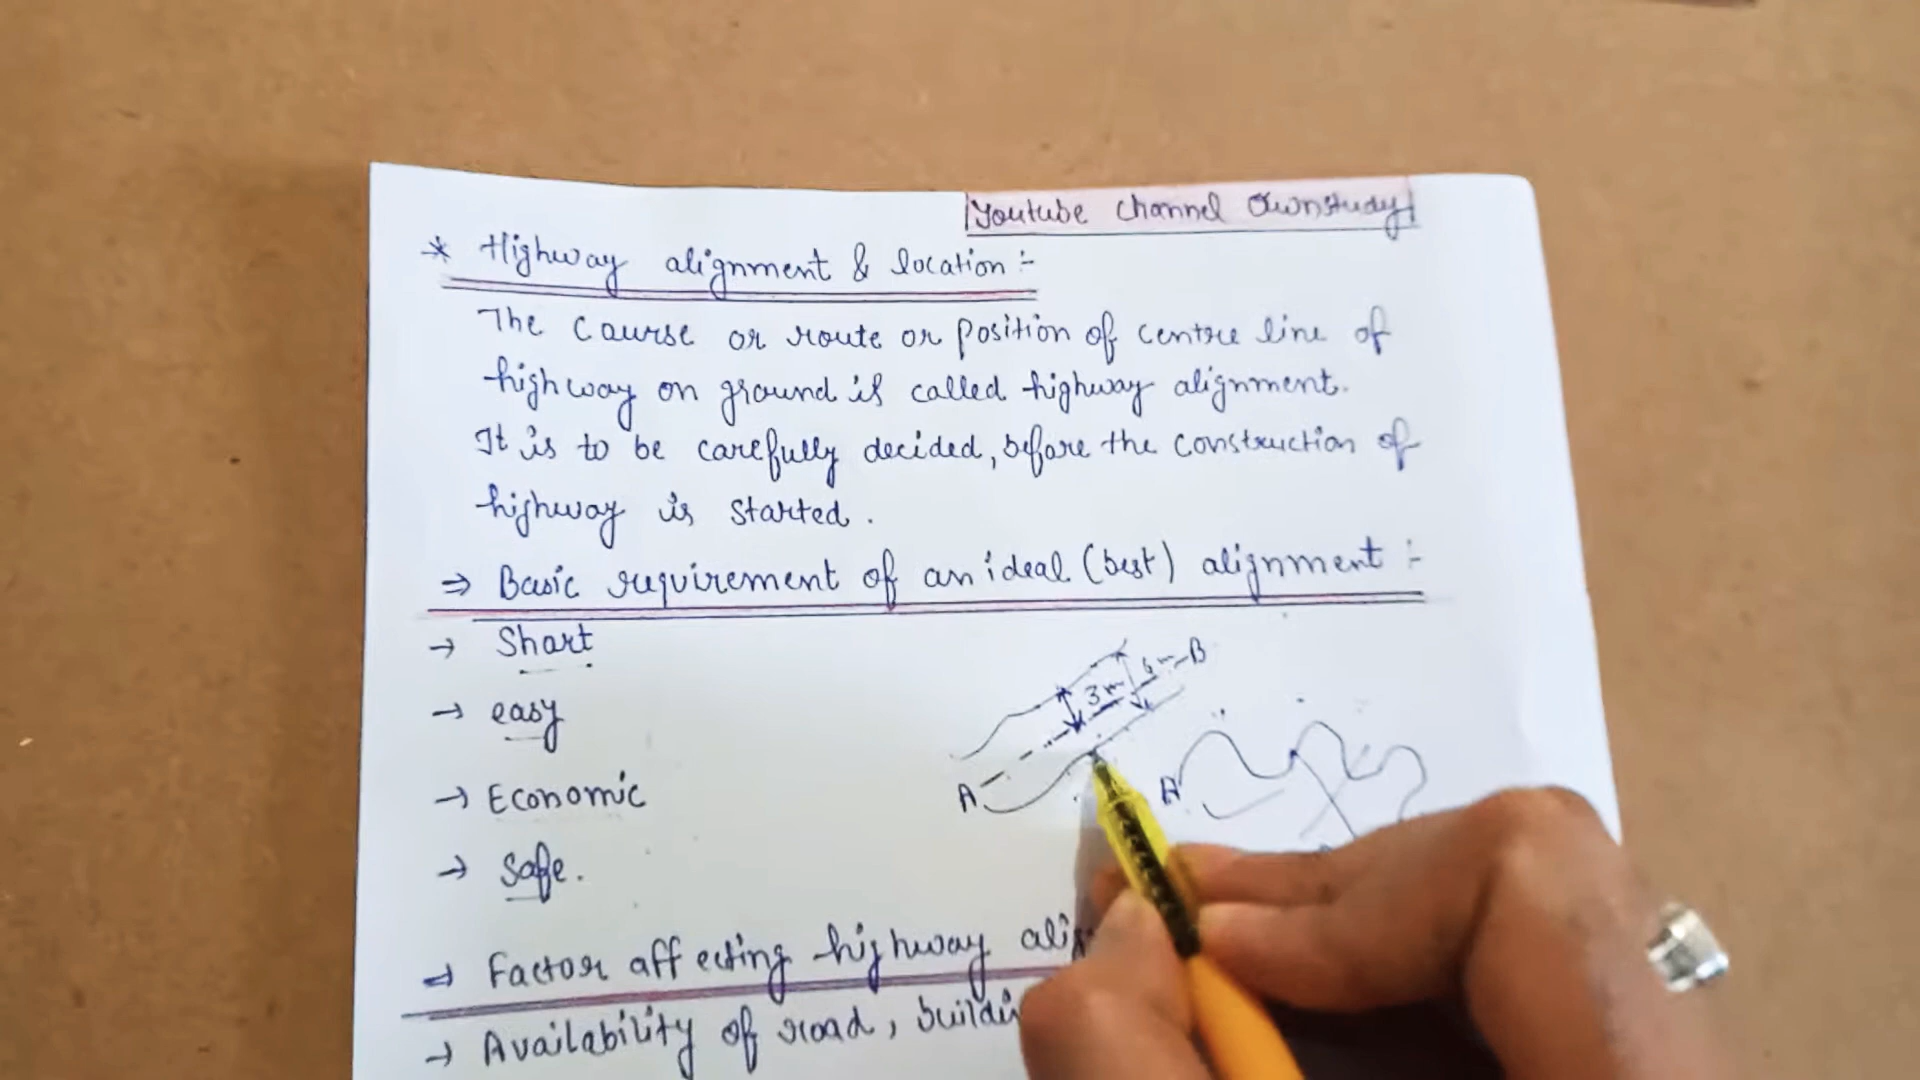 Youtube channel Ownstudy
* Highway alignment & location :-
The course or route or position of centre line of
highway on ground is called highway alignment.
It is to be carefully decided, before the construction of
highway is started.
⇒ Basic requirement of an ideal (best) alignment :-
→ Short
→ easy
→ Economic
→ Safe.
A 3m 6m B
A
⇒ Factor affecting highway
→ Availability of road,